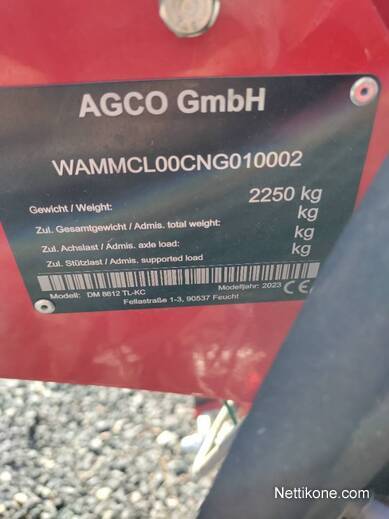 AGCO GmbH
WAMMCL00CNG010002
Gewicht / Weight: 2250 kg
Zul. Gesamtgewicht / Admis. total weight: kg
Zul. Achslast / Admis. axle load: kg
Zul. Stützlast / Admis. supported load kg
Modell: DM 8612 TL-KC Modelljahr: 2023 CE
Fellastraße 1-3, 90537 Feucht
Nettikone.com